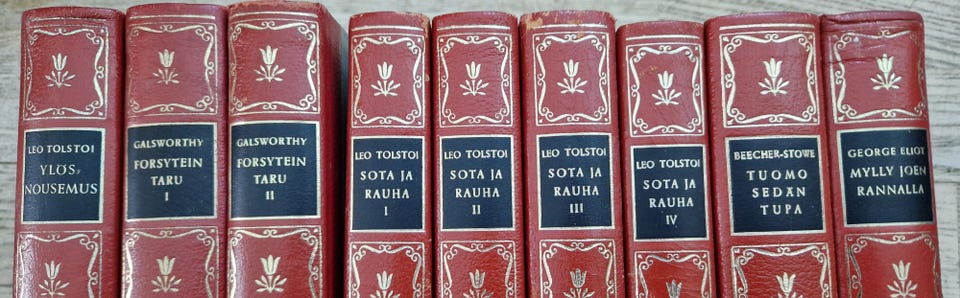 LEO TOLSTOI
YLÖS-
NOUSEMUS
GALSWORTHY
FORSYTEIN
TARU
I
GALSWORTHY
FORSYTEIN
TARU
II
LEO TOLSTOI
SOTA JA
RAUHA
I
LEO TOLSTOI
SOTA JA
RAUHA
II
LEO TOLSTOI
SOTA JA
RAUHA
III
LEO TOLSTOI
SOTA JA
RAUHA
IV
BEECHER-STOWE
TUOMO
SEDÄN
TUPA
GEORGE ELIOT
MYLLY JOEN
RANNALLA